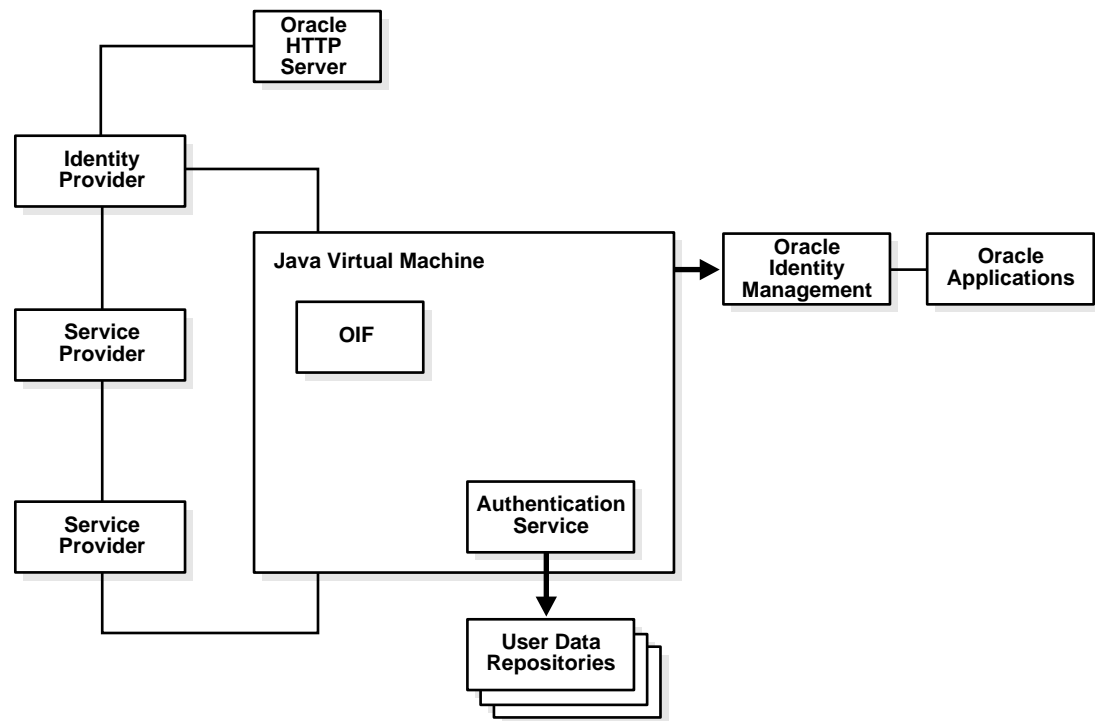 Oracle
HTTP
Server
Identity
Provider
Java Virtual Machine
Oracle
Identity
Management
Oracle
Applications
OIF
Service
Provider
Authentication
Service
Service
Provider
User Data
Repositories